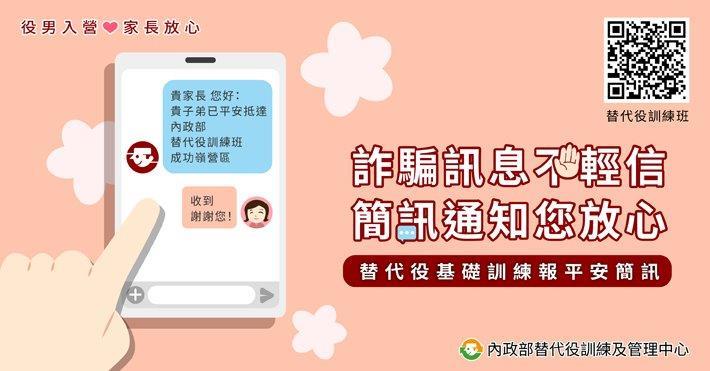 役男入營❤家長放心
貴家長 您好：
貴子弟已平安抵達
內政部
替代役訓練班
成功嶺營區
收到
謝謝您！
替代役訓練班
詐騙訊息不輕信
簡訊通知您放心
替代役基礎訓練報平安簡訊
內政部替代役訓練及管理中心